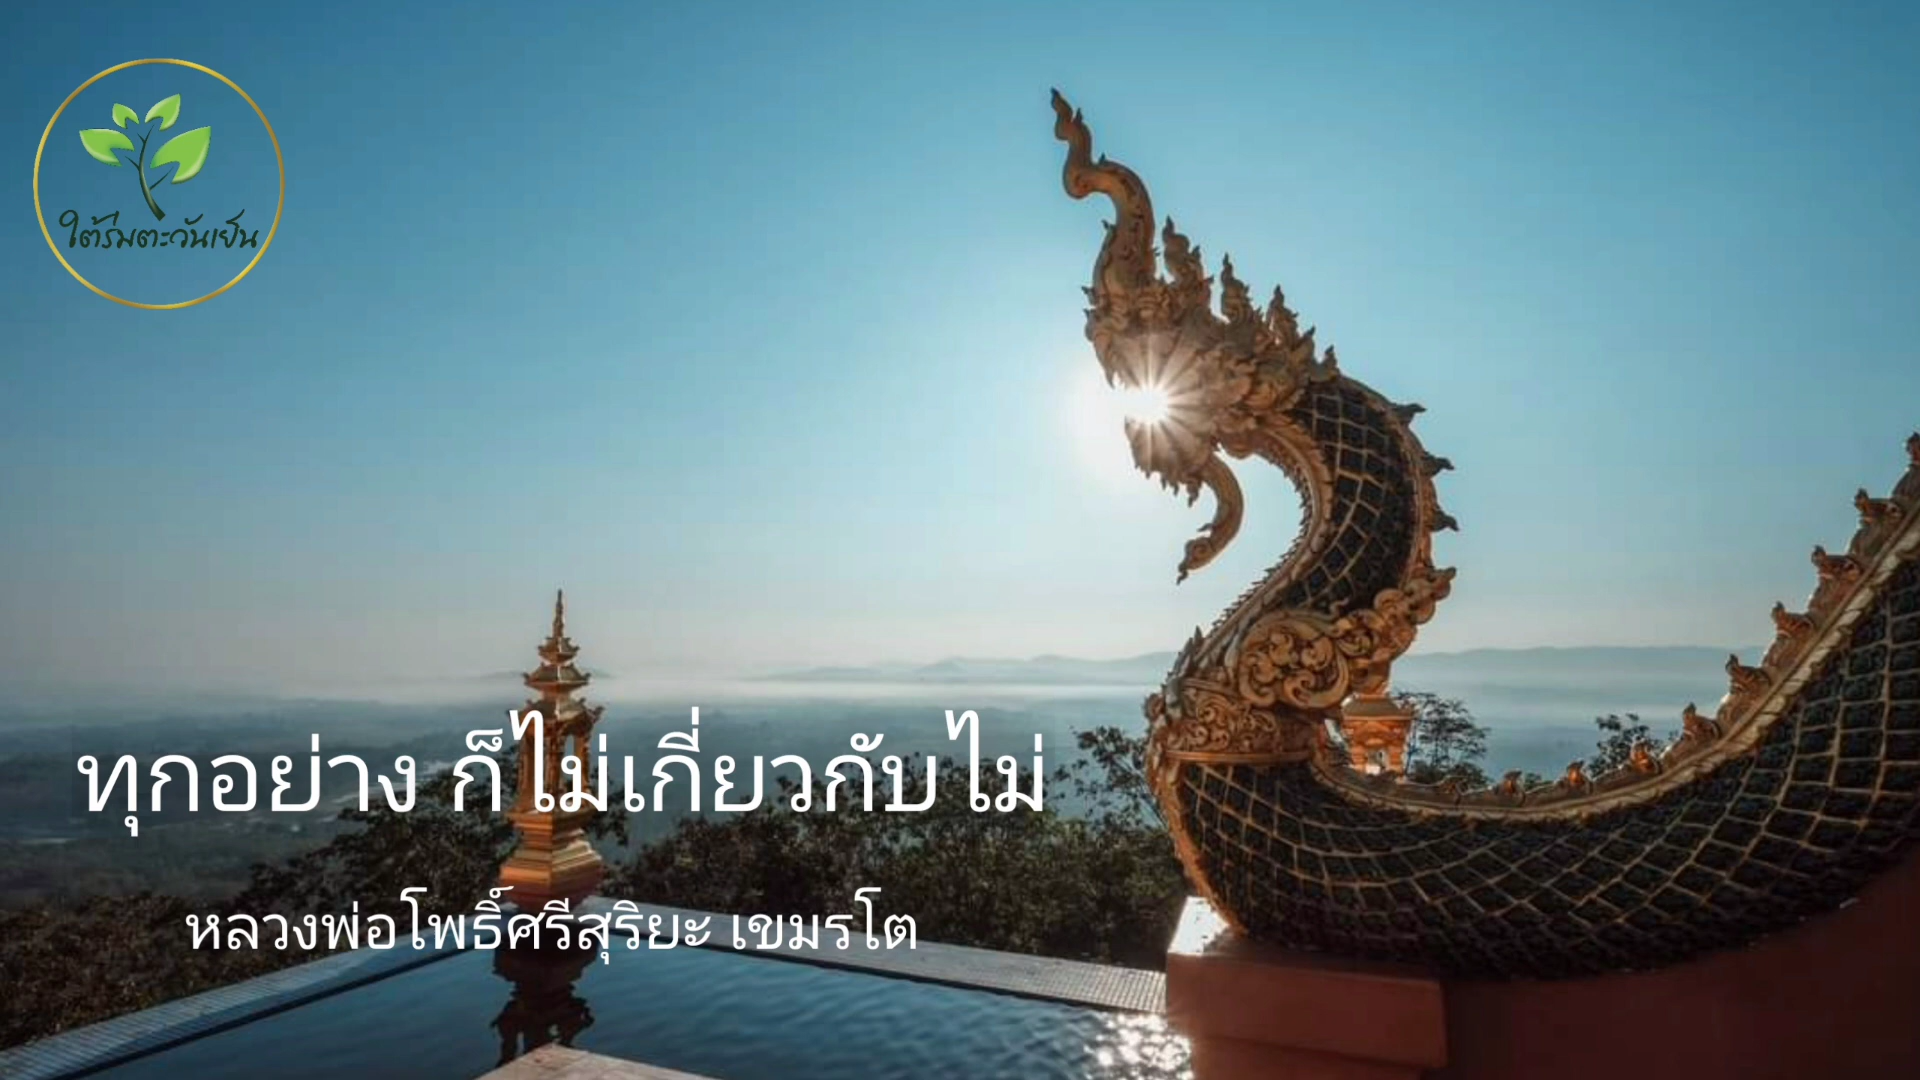 ใต้ร่มตะวันเย็น
ทุกอย่าง ก็ไม่เกี่ยวกับไม่
หลวงพ่อโพธิ์ศรีสุริยะ เขมรโต